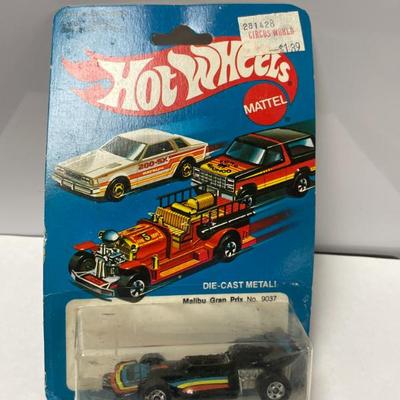 281428
CIRCUS WORLD
$1.39
HOT WHEELS
MATTEL
200-SX
DIE-CAST METAL!
Malibu Gran Prix No. 9037